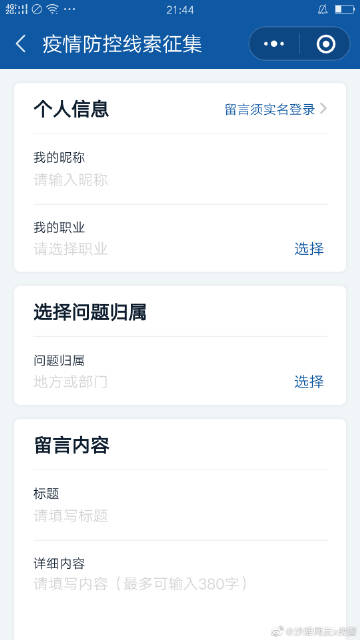 21:44
疫情防控线索征集
个人信息
留言须实名登录
我的昵称
请输入昵称
我的职业
请选择职业
选择
选择问题归属
问题归属
地方或部门
选择
留言内容
标题
请填写标题
详细内容
请填写内容（最多可输入380字）